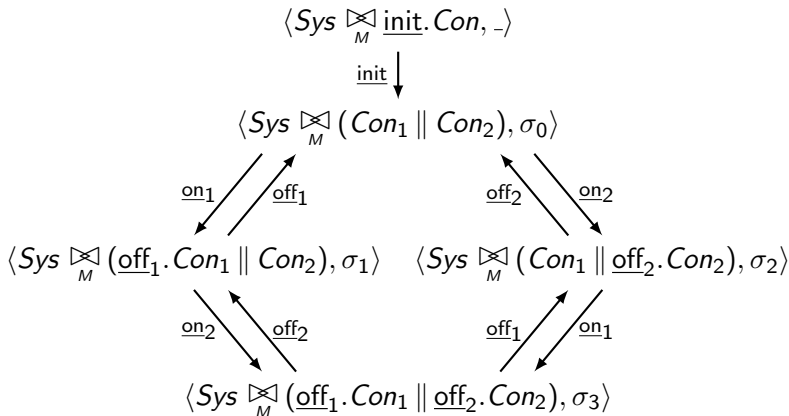 ⟨Sys ⋈_M init.Con, _⟩
init
⟨Sys ⋈_M (Con₁ ∥ Con₂), σ₀⟩
on₁ off₁ off₂ on₂
⟨Sys ⋈_M (off₁.Con₁ ∥ Con₂), σ₁⟩ ⟨Sys ⋈_M (Con₁ ∥ off₂.Con₂), σ₂⟩
on₂ off₂ off₁ on₁
⟨Sys ⋈_M (off₁.Con₁ ∥ off₂.Con₂), σ₃⟩